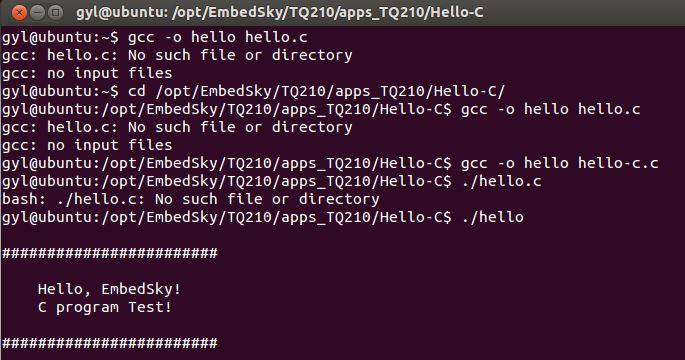 gyl@ubuntu: /opt/EmbedSky/TQ210/apps_TQ210/Hello-C
gyl@ubuntu:~$ gcc -o hello hello.c
gcc: hello.c: No such file or directory
gcc: no input files
gyl@ubuntu:~$ cd /opt/EmbedSky/TQ210/apps_TQ210/Hello-C/
gyl@ubuntu:/opt/EmbedSky/TQ210/apps_TQ210/Hello-C$ gcc -o hello hello.c
gcc: hello.c: No such file or directory
gcc: no input files
gyl@ubuntu:/opt/EmbedSky/TQ210/apps_TQ210/Hello-C$ gcc -o hello hello-c.c
gyl@ubuntu:/opt/EmbedSky/TQ210/apps_TQ210/Hello-C$ ./hello.c
bash: ./hello.c: No such file or directory
gyl@ubuntu:/opt/EmbedSky/TQ210/apps_TQ210/Hello-C$ ./hello
########################
Hello, EmbedSky!
C program Test!
########################